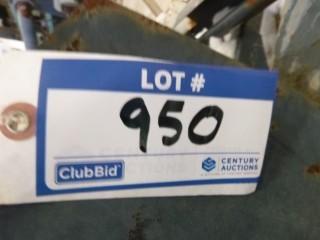 LOT #
950
ClubBid
CENTURY
AUCTIONS